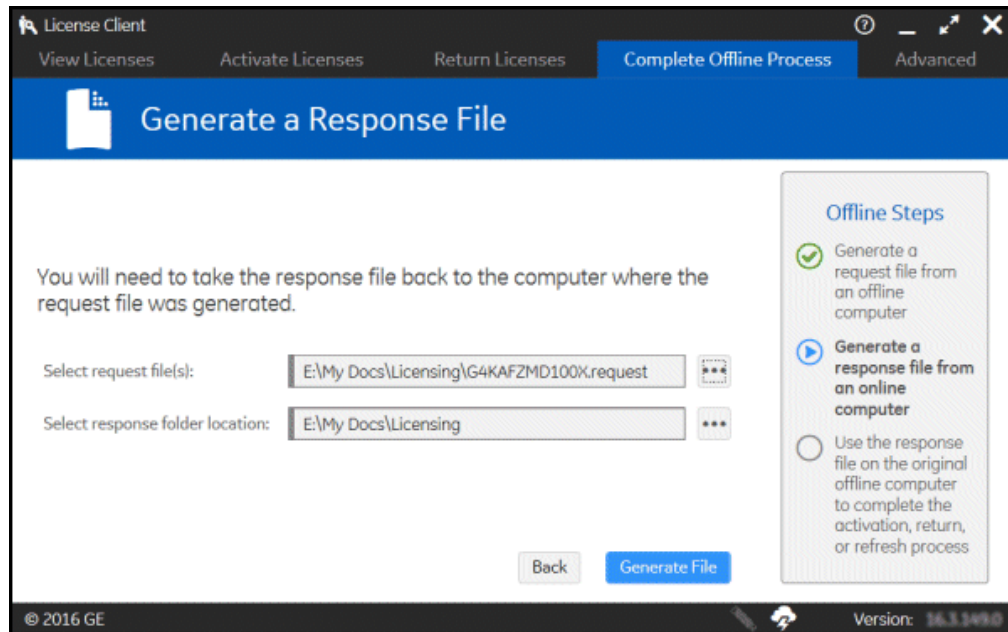 License Client
View Licenses Activate Licenses Return Licenses Complete Offline Process Advanced
Generate a Response File
You will need to take the response file back to the computer where the
request file was generated.
Select request file(s): E:\My Docs\Licensing\G4KAFZMD100X.request
Select response folder location: E:\My Docs\Licensing
Back Generate File
Offline Steps
Generate a
request file from
an offline
computer
Generate a
response file from
an online
computer
Use the response
file on the original
offline computer
to complete the
activation, return,
or refresh process
© 2016 GE Version: